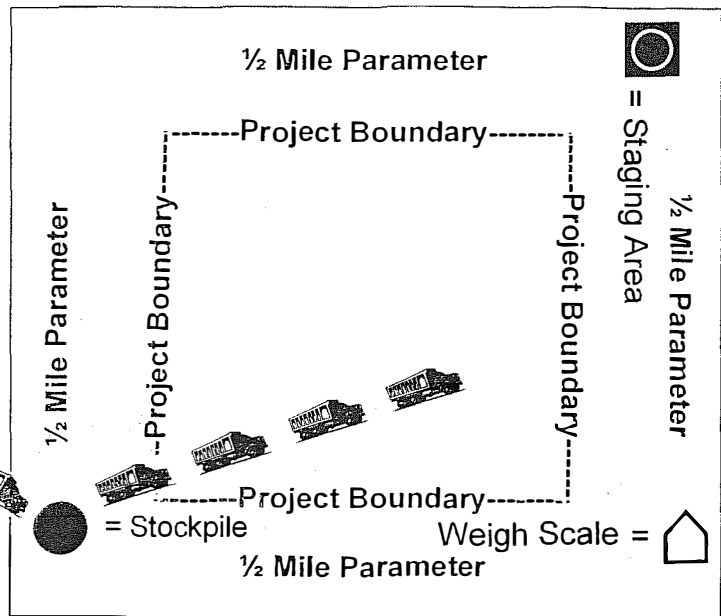 ½ Mile Parameter
= Staging Area
Project Boundary
½ Mile Parameter
Project Boundary
Project Boundary
½ Mile Parameter
Project Boundary
= Stockpile
Weigh Scale =
½ Mile Parameter